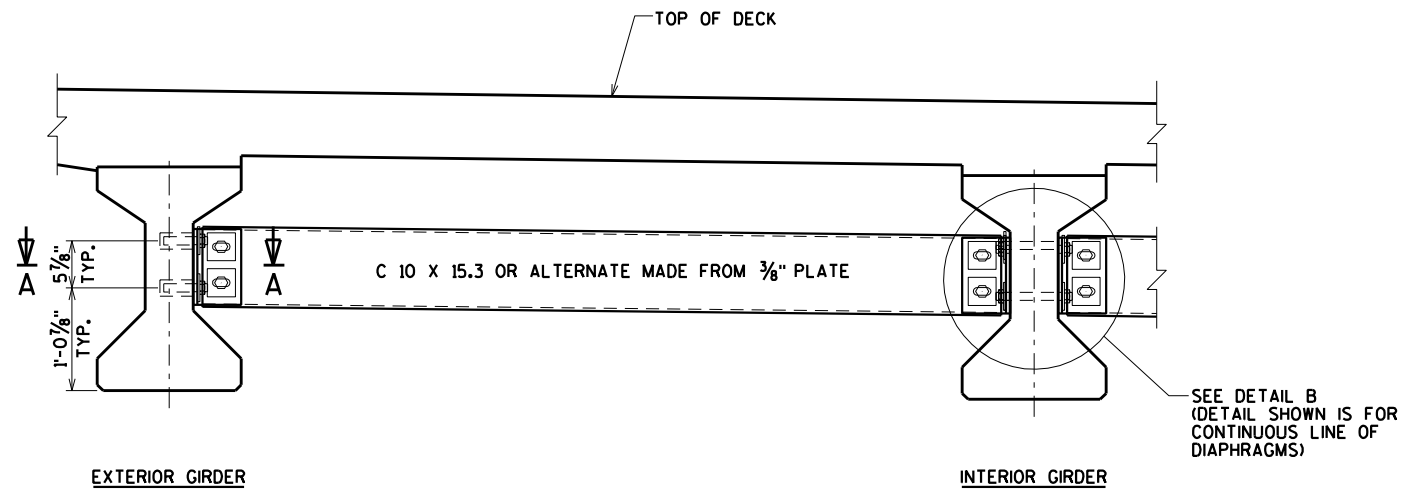 TOP OF DECK
5⅞"
TYP.
A
A
C 10 X 15.3 OR ALTERNATE MADE FROM ⅜" PLATE
1'-0⅞"
TYP.
SEE DETAIL B
(DETAIL SHOWN IS FOR
CONTINUOUS LINE OF
DIAPHRAGMS)
EXTERIOR GIRDER
INTERIOR GIRDER